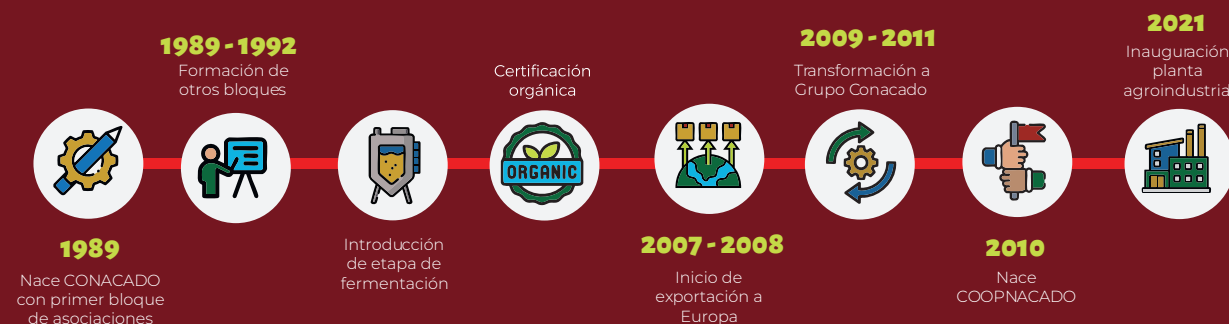 1989
Nace CONACADO
con primer bloque
de asociaciones
1989 - 1992
Formación de
otros bloques
Introducción
de etapa de
fermentación
Certificación
orgánica
ORGANIC
2007 - 2008
Inicio de
exportación a
Europa
2009 - 2011
Transformación a
Grupo Conacado
2010
Nace
COOPNACADO
2021
Inauguración
planta
agroindustria